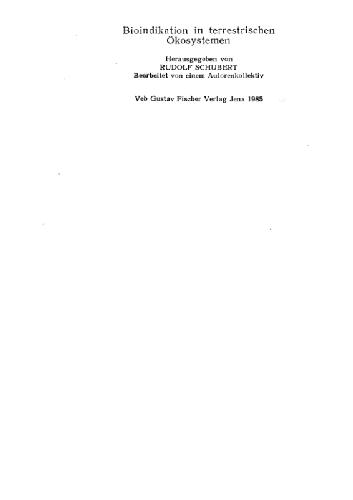 Bioindikation in terrestrischen
Ökosystemen
Herausgegeben von
RUDOLF SCHUBERT
Bearbeitet von einem Autorenkollektiv
Veb Gustav Fischer Verlag Jena 1985